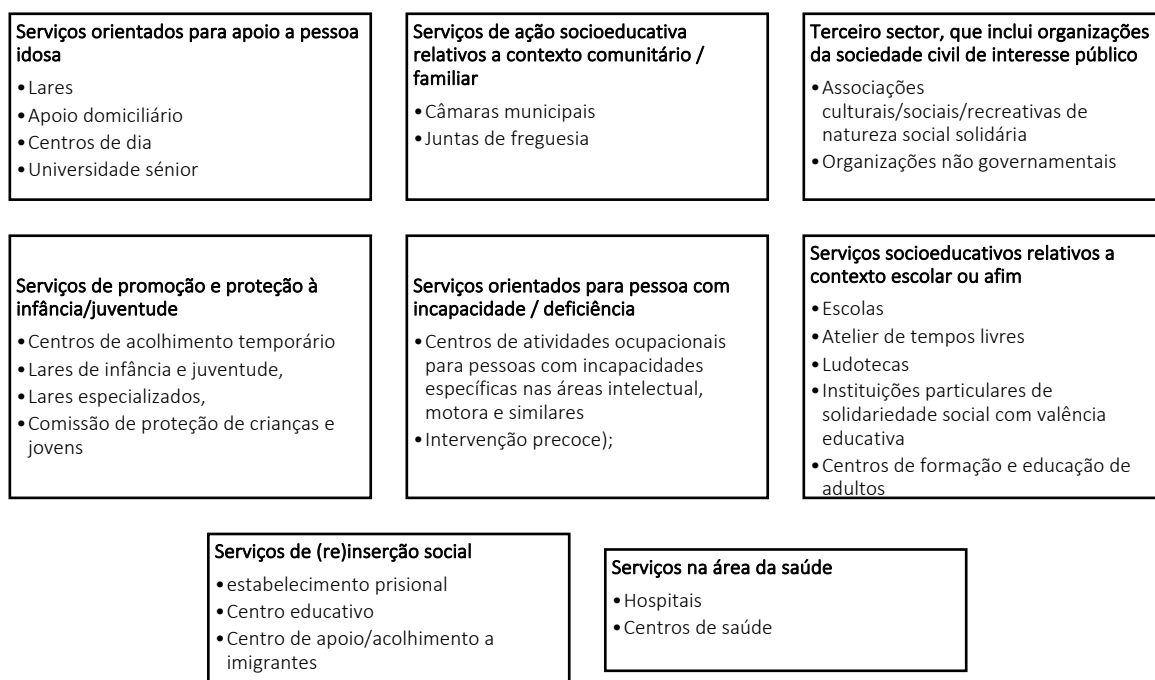 Serviços orientados para apoio a pessoa
idosa
•Lares
•Apoio domiciliário
•Centros de dia
•Universidade sénior
Serviços de ação socioeducativa
relativos a contexto comunitário /
familiar
•Câmaras municipais
•Juntas de freguesia
Terceiro sector, que inclui organizações
da sociedade civil de interesse público
•Associações
culturais/sociais/recreativas de
natureza social solidária
•Organizações não governamentais
Serviços de promoção e proteção à
infância/juventude
•Centros de acolhimento temporário
•Lares de infância e juventude,
•Lares especializados,
•Comissão de proteção de crianças e
jovens
Serviços orientados para pessoa com
incapacidade / deficiência
•Centros de atividades ocupacionais
para pessoas com incapacidades
específicas nas áreas intelectual,
motora e similares
•Intervenção precoce);
Serviços socioeducativos relativos a
contexto escolar ou afim
•Escolas
•Atelier de tempos livres
•Ludotecas
•Instituições particulares de
solidariedade social com valência
educativa
•Centros de formação e educação de
adultos
Serviços de (re)inserção social
•estabelecimento prisional
•Centro educativo
•Centro de apoio/acolhimento a
imigrantes
Serviços na área da saúde
•Hospitais
•Centros de saúde